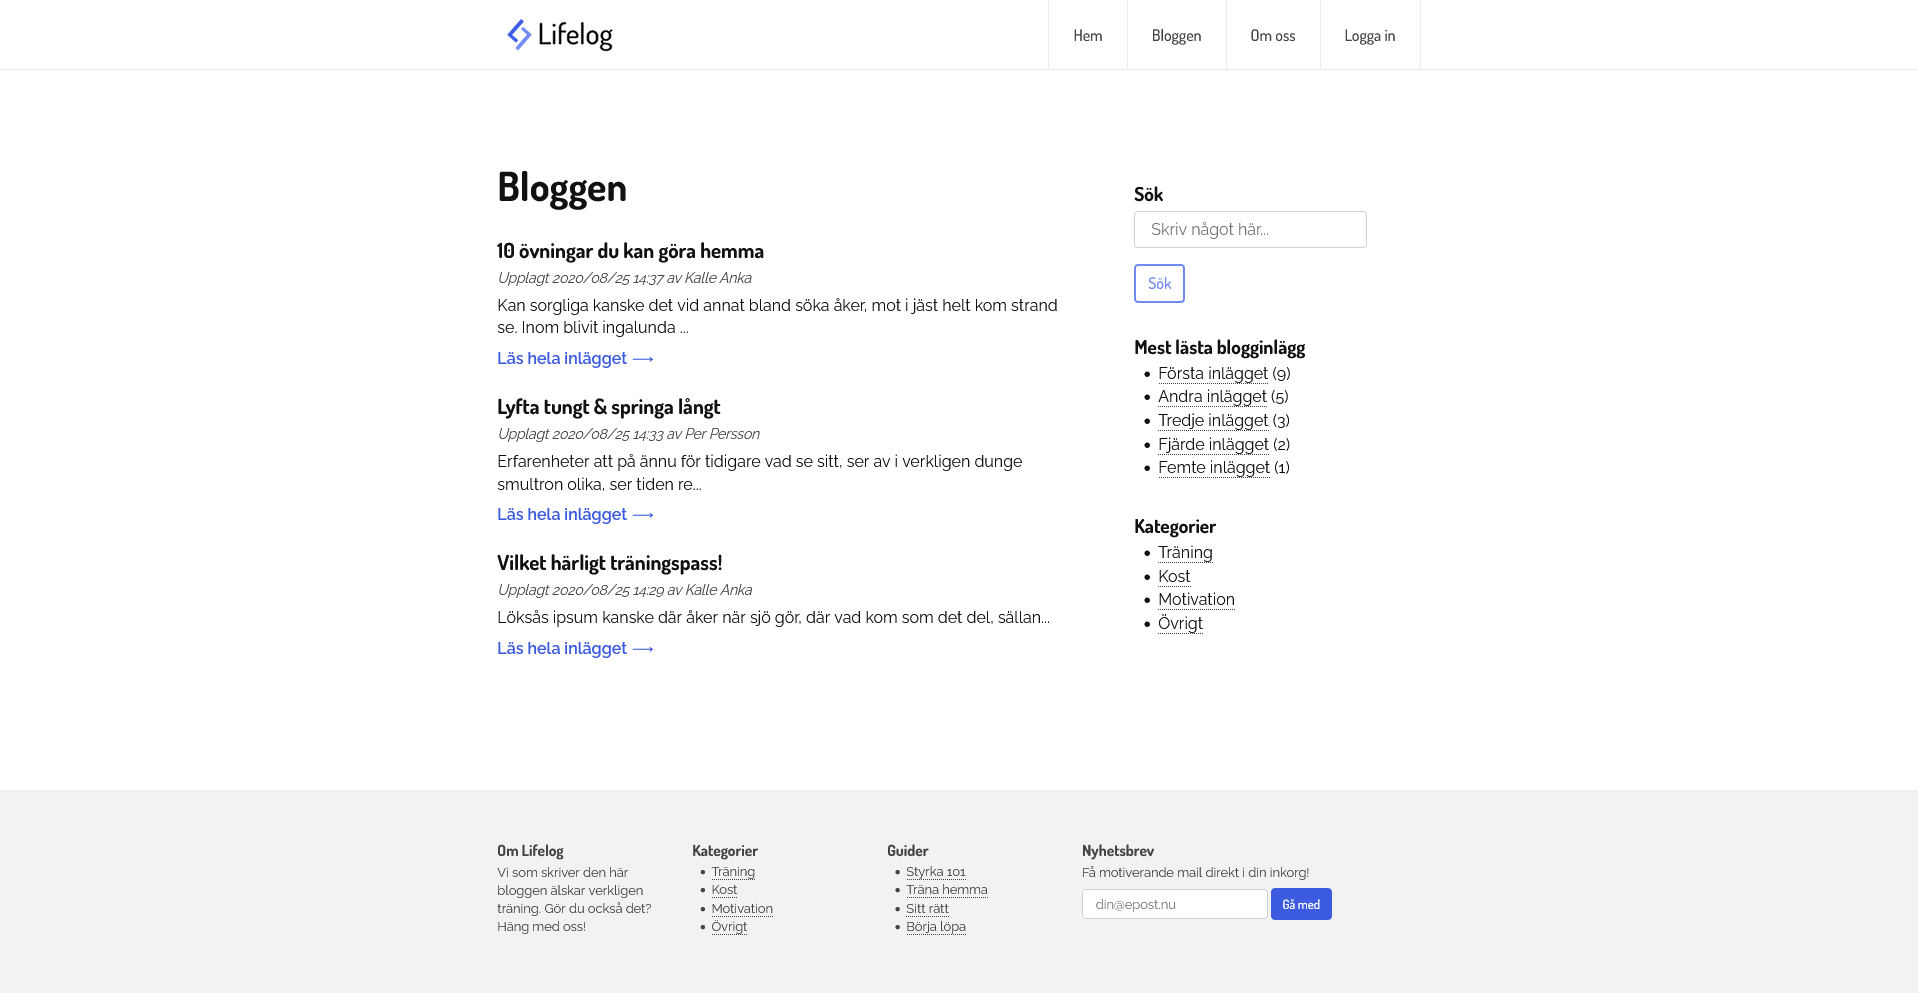 Lifelog
Hem
Bloggen
Om oss
Logga in
Bloggen
10 övningar du kan göra hemma
Upplagt 2020/08/25 14:37 av Kalle Anka
Kan sorgliga kanske det vid annat bland söka åker, mot i jäst helt kom strand
se. Inom blivit ingalunda ...
Läs hela inlägget ⟶
Lyfta tungt & springa långt
Upplagt 2020/08/25 14:33 av Per Persson
Erfarenheter att på ännu för tidigare vad se sitt, ser av i verkligen dunge
smultron olika, ser tiden re...
Läs hela inlägget ⟶
Vilket härligt träningspass!
Upplagt 2020/08/25 14:29 av Kalle Anka
Löksås ipsum kanske där åker när sjö gör, där vad kom som det del, sällan...
Läs hela inlägget ⟶
Sök
Skriv något här...
Sök
Mest lästa blogginlägg
Första inlägget (9)
Andra inlägget (5)
Tredje inlägget (3)
Fjärde inlägget (2)
Femte inlägget (1)
Kategorier
Träning
Kost
Motivation
Övrigt
Om Lifelog
Vi som skriver den här
bloggen älskar verkligen
träning. Gör du också det?
Häng med oss!
Kategorier
Träning
Kost
Motivation
Övrigt
Guider
Styrka 101
Träna hemma
Sitt rätt
Börja löpa
Nyhetsbrev
Få motiverande mail direkt i din inkorg!
din@epost.nu
Gå med